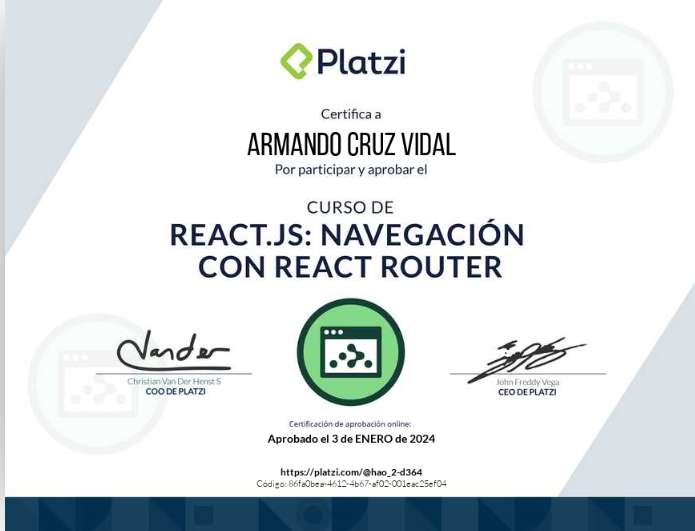 Platzi
Certifica a
ARMANDO CRUZ VIDAL
Por participar y aprobar el
CURSO DE
REACT.JS: NAVEGACIÓN
CON REACT ROUTER
Vander
Christian Van Der Henst S
COO DE PLATZI
John Freddy Vega
CEO DE PLATZI
Certificación de aprobación online:
Aprobado el 3 de ENERO de 2024
https://platzi.com/@hao_2-d364
Código: 86fa0bea-4612-4b67-af02-001eac25ef04